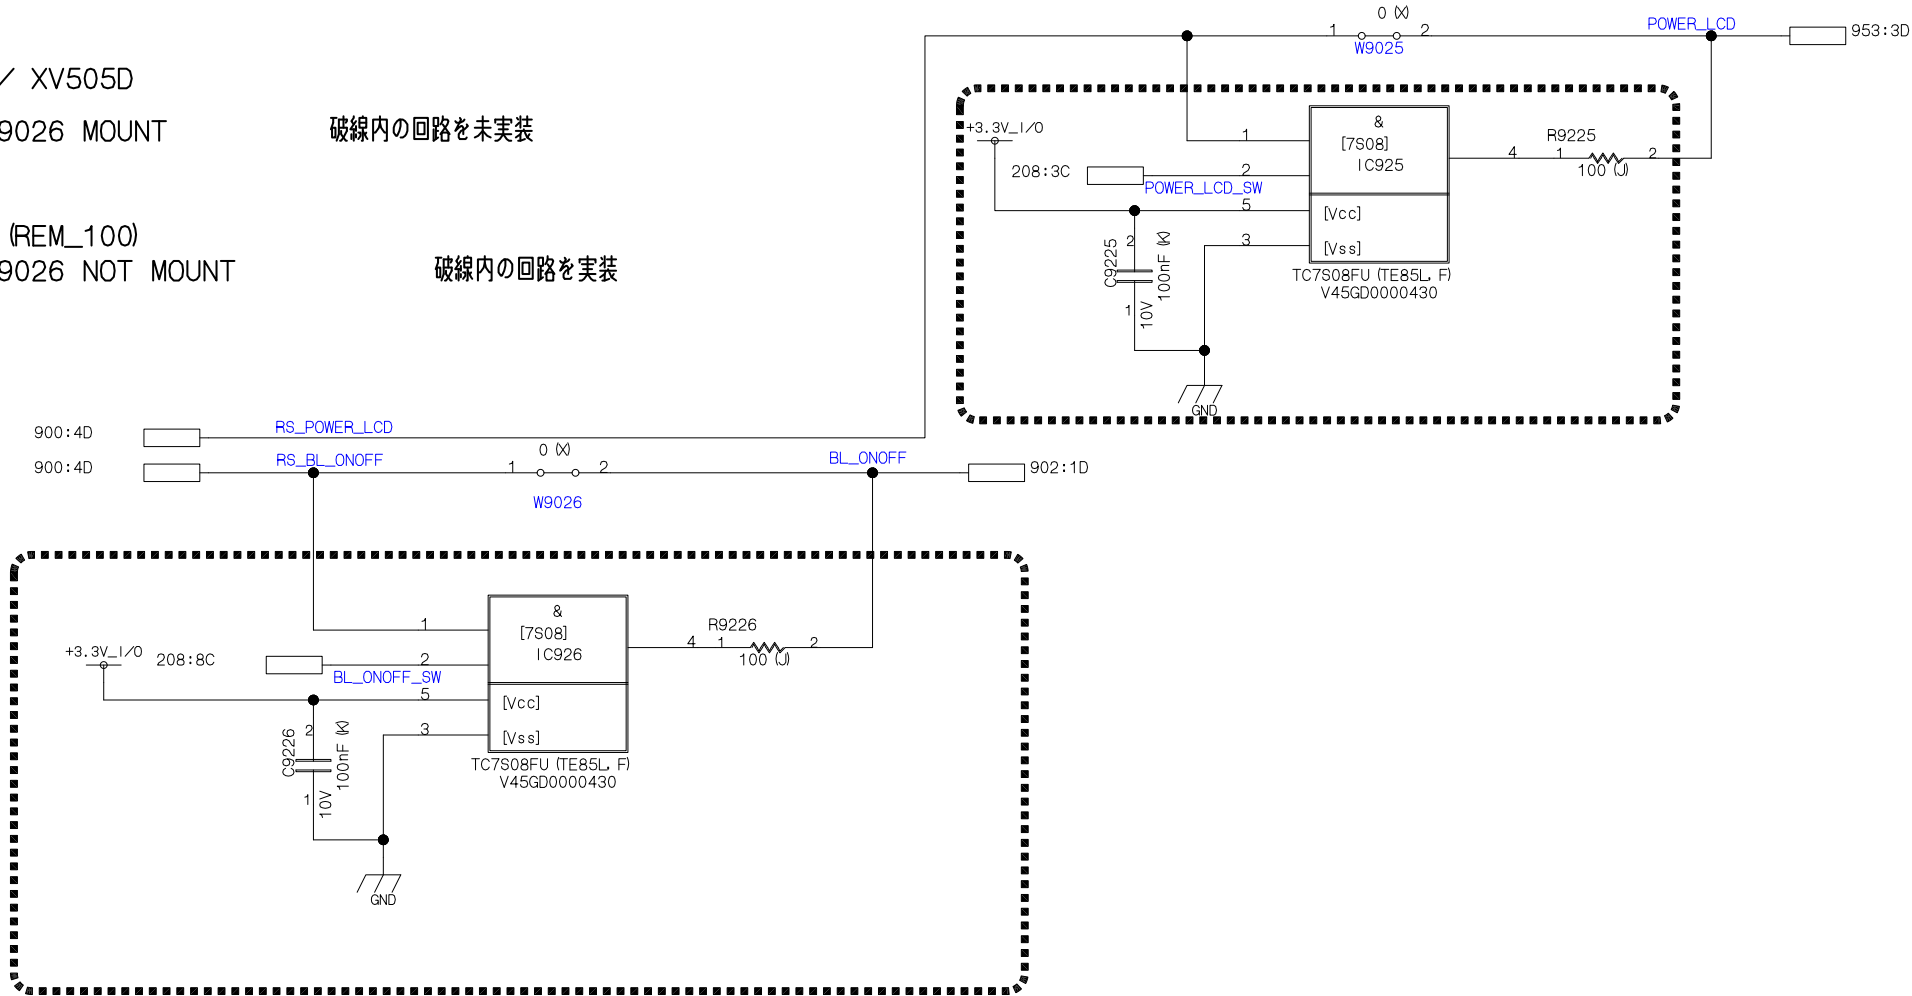 0 (X)
1
2
W9025
POWER_LCD
953:3D
/ XV505D
9026 MOUNT
破線内の回路を未実装
(REM_100)
9026 NOT MOUNT
破線内の回路を実装
+3.3V_I/O
208:3C
POWER_LCD_SW
1
2
5
3
&
[7S08]
IC925
[Vcc]
[Vss]
4
1
R9225
2
100 (J)
TC7S08FU (TE85L, F)
V45GD0000430
C9225
2
1
100nF (K)
10V
GND
900:4D
RS_POWER_LCD
900:4D
RS_BL_ONOFF
0 (X)
1
2
W9026
BL_ONOFF
902:1D
+3.3V_I/O
208:8C
BL_ONOFF_SW
1
2
5
3
&
[7S08]
IC926
[Vcc]
[Vss]
4
1
R9226
2
100 (J)
TC7S08FU (TE85L, F)
V45GD0000430
C9226
2
1
100nF (K)
10V
GND